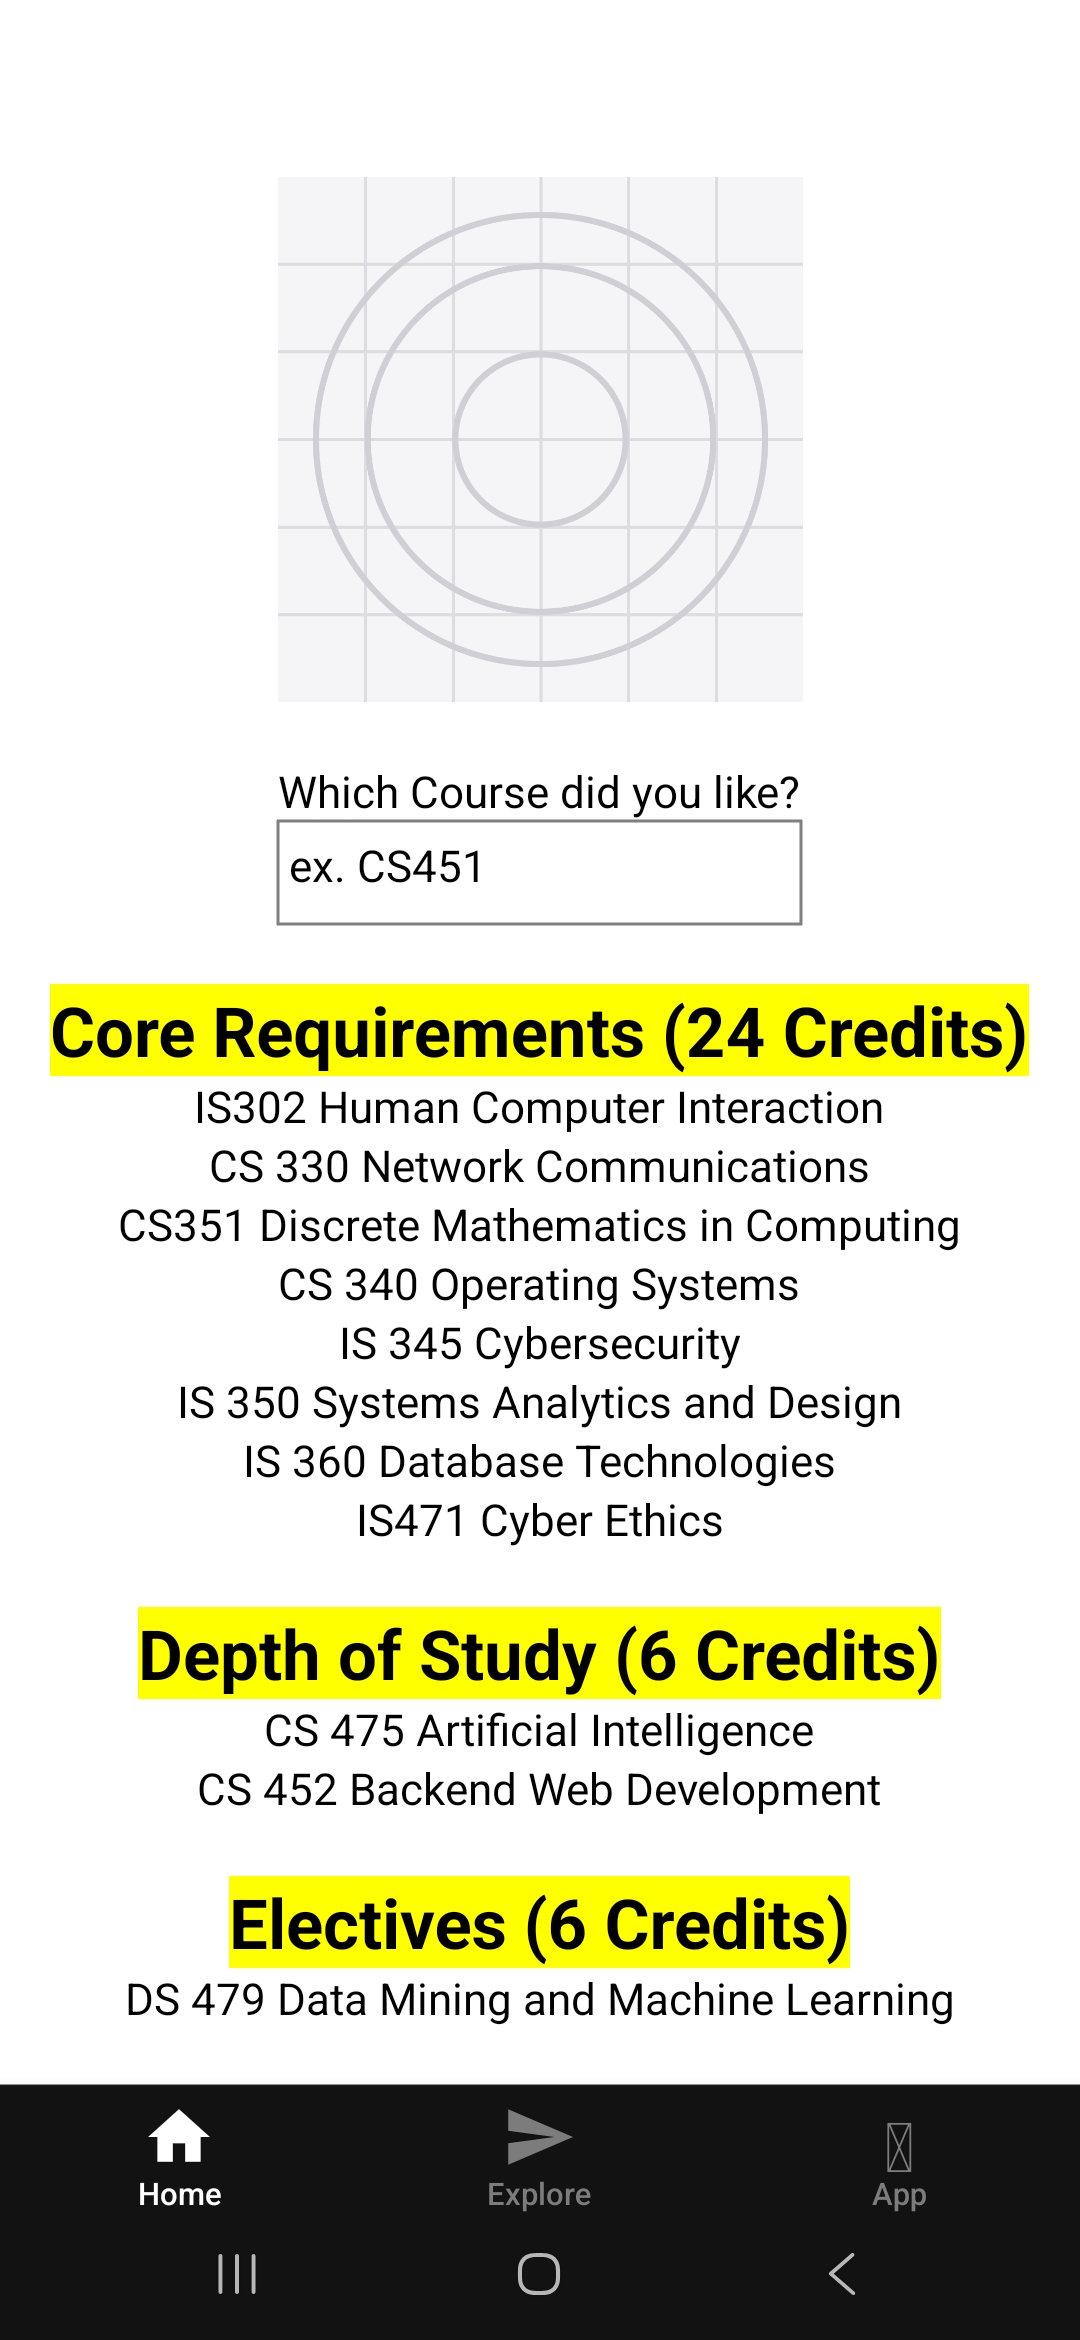 Which Course did you like?
ex. CS451
Core Requirements (24 Credits)
IS302 Human Computer Interaction
CS 330 Network Communications
CS351 Discrete Mathematics in Computing
CS 340 Operating Systems
IS 345 Cybersecurity
IS 350 Systems Analytics and Design
IS 360 Database Technologies
IS471 Cyber Ethics
Depth of Study (6 Credits)
CS 475 Artificial Intelligence
CS 452 Backend Web Development
Electives (6 Credits)
DS 479 Data Mining and Machine Learning
Home
Explore
App